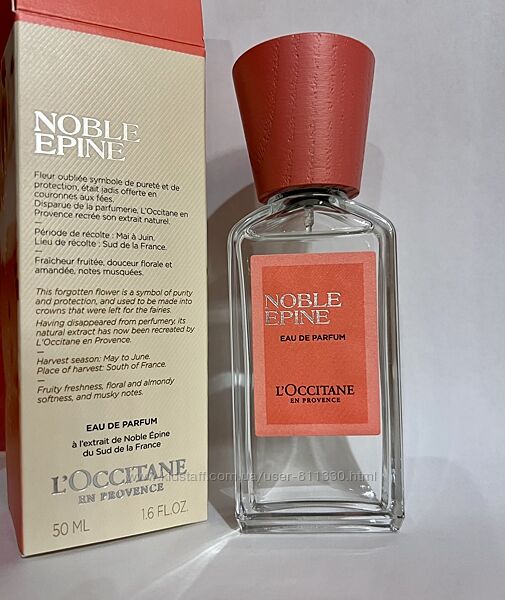 NOBLE
EPINE
Fleur oubliée symbole de pureté et de
protection, était jadis offerte en
couronnes aux fées.
Disparue de la parfumerie, L'Occitane en
Provence recrée son extrait naturel.
Période de récolte : Mai à Juin.
Lieu de récolte : Sud de la France.
Fraîcheur fruitée, douceur florale et
amandée, notes musquées.
This forgotten flower is a symbol of purity
and protection, and used to be made into
crowns that were left for the fairies.
Having disappeared from perfumery, its
natural extract has now been recreated by
L'Occitane en Provence.
Harvest season: May to June.
Place of harvest: South of France.
Fruity freshness, floral and almondy
softness, and musky notes.
EAU DE PARFUM
à l'extrait de Noble Épine
du Sud de la France
L'OCCITANE
EN PROVENCE
50 ML 1.6 FL.OZ.
NOBLE
EPINE
EAU DE PARFUM
L'OCCITANE
EN PROVENCE
www.kidstaff.com.ua/user-811330.html